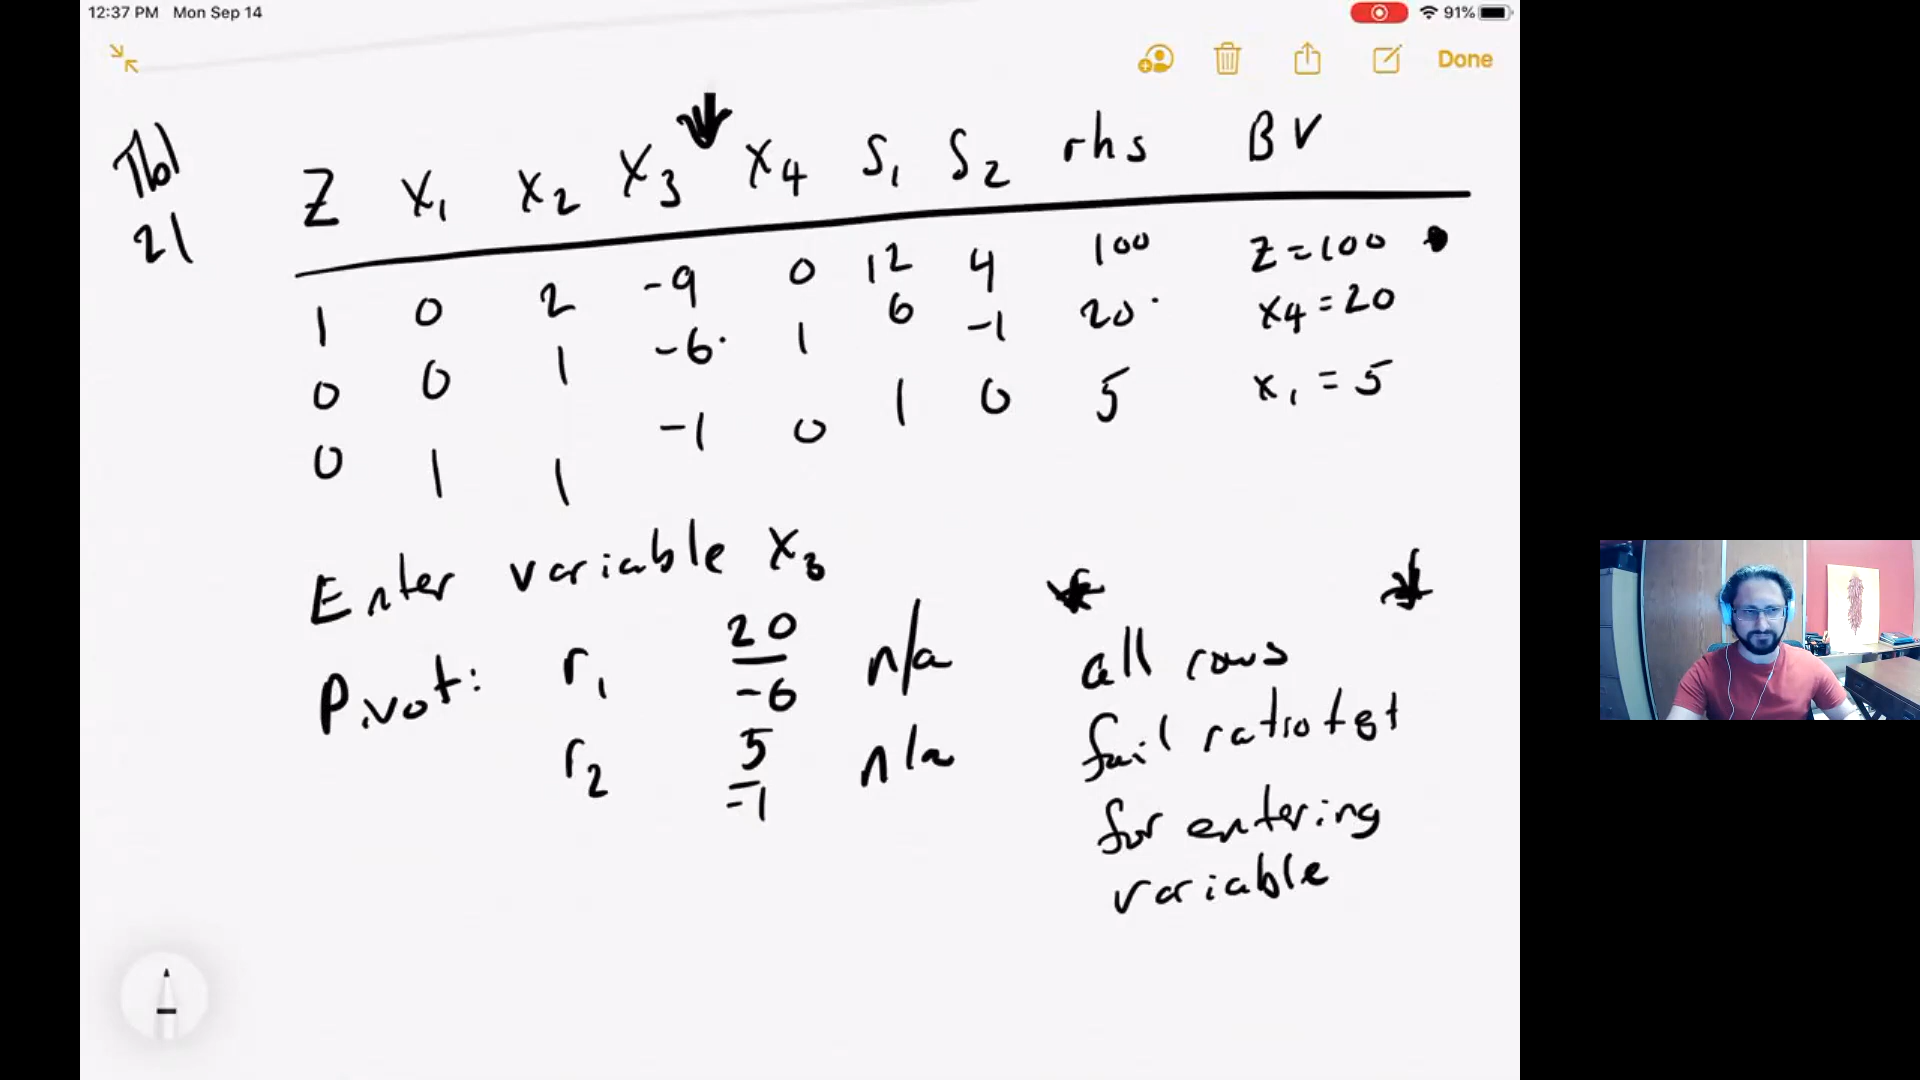 12:37 PM Mon Sep 14
91%
Done
Tbl
21
Z X1 X2 X3 X4 S1 S2 rhs BV
1 0 2 -9 0 12 4 100 Z=100
0 0 1 -6 1 6 -1 20 X4=20
0 1 1 -1 0 1 0 5 X1=5
Enter variable X3
Pivot: r1 20/-6 n/a
r2 5/-1 n/a
all rows
fail ratio test
for entering
variable